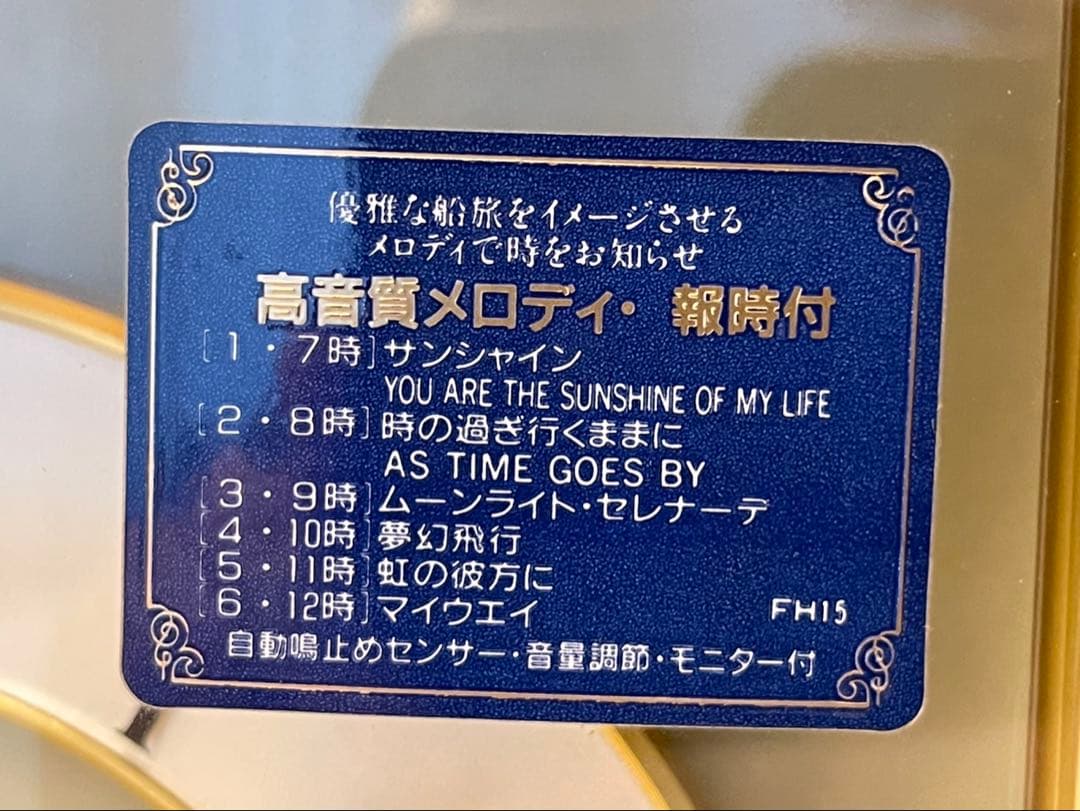 優雅な船旅をイメージさせる
メロディで時をお知らせ
高音質メロディ・報時付
[1・7時]サンシャイン
YOU ARE THE SUNSHINE OF MY LIFE
[2・8時]時の過ぎ行くままに
AS TIME GOES BY
[3・9時]ムーンライト・セレナーデ
[4・10時]夢幻飛行
[5・11時]虹の彼方に
[6・12時]マイウエイ FH15
自動鳴止めセンサー・音量調節・モニター付